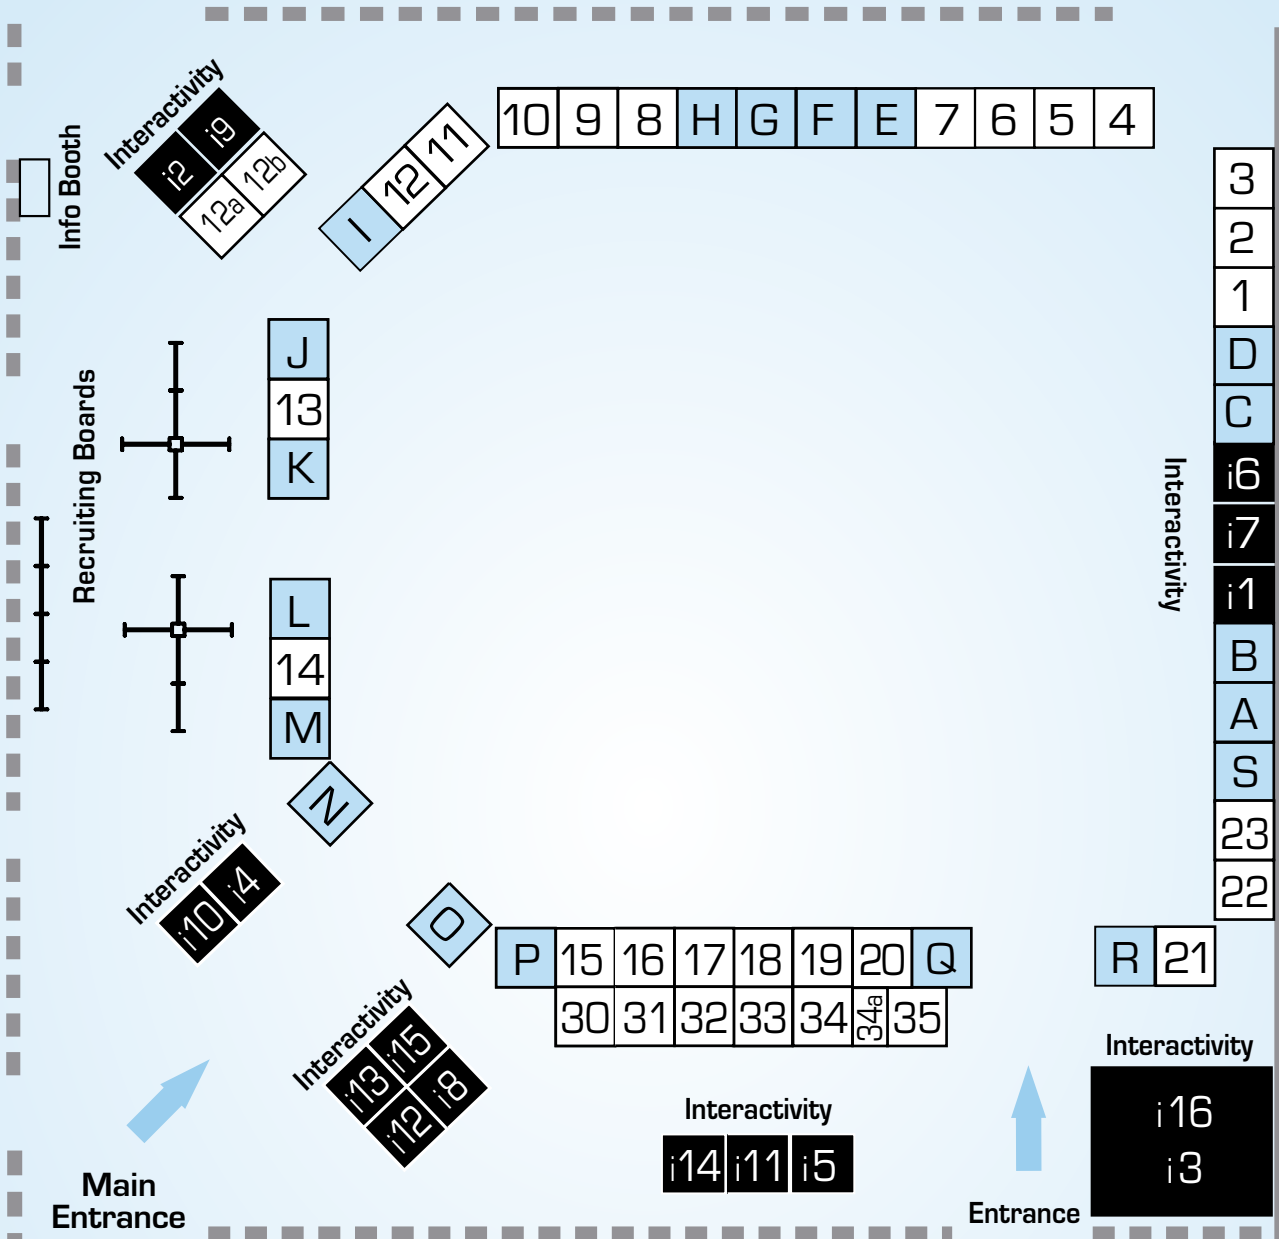 10 9 8 H G F E 7 6 5 4
Interactivity
i2 i9
12a 12b
I 12 11
Info Booth
3
2
1
D
C
i6
i7
i1
B
A
S
23
22
Interactivity
J
13
K
Recruiting Boards
L
14
M
N
Interactivity
i10 i4
O
P 15 16 17 18 19 20 Q
30 31 32 33 34 34a 35
R 21
Interactivity
i13 i15
i12 i8
Interactivity
i14 i11 i5
Interactivity
i16
i3
Main
Entrance
Entrance